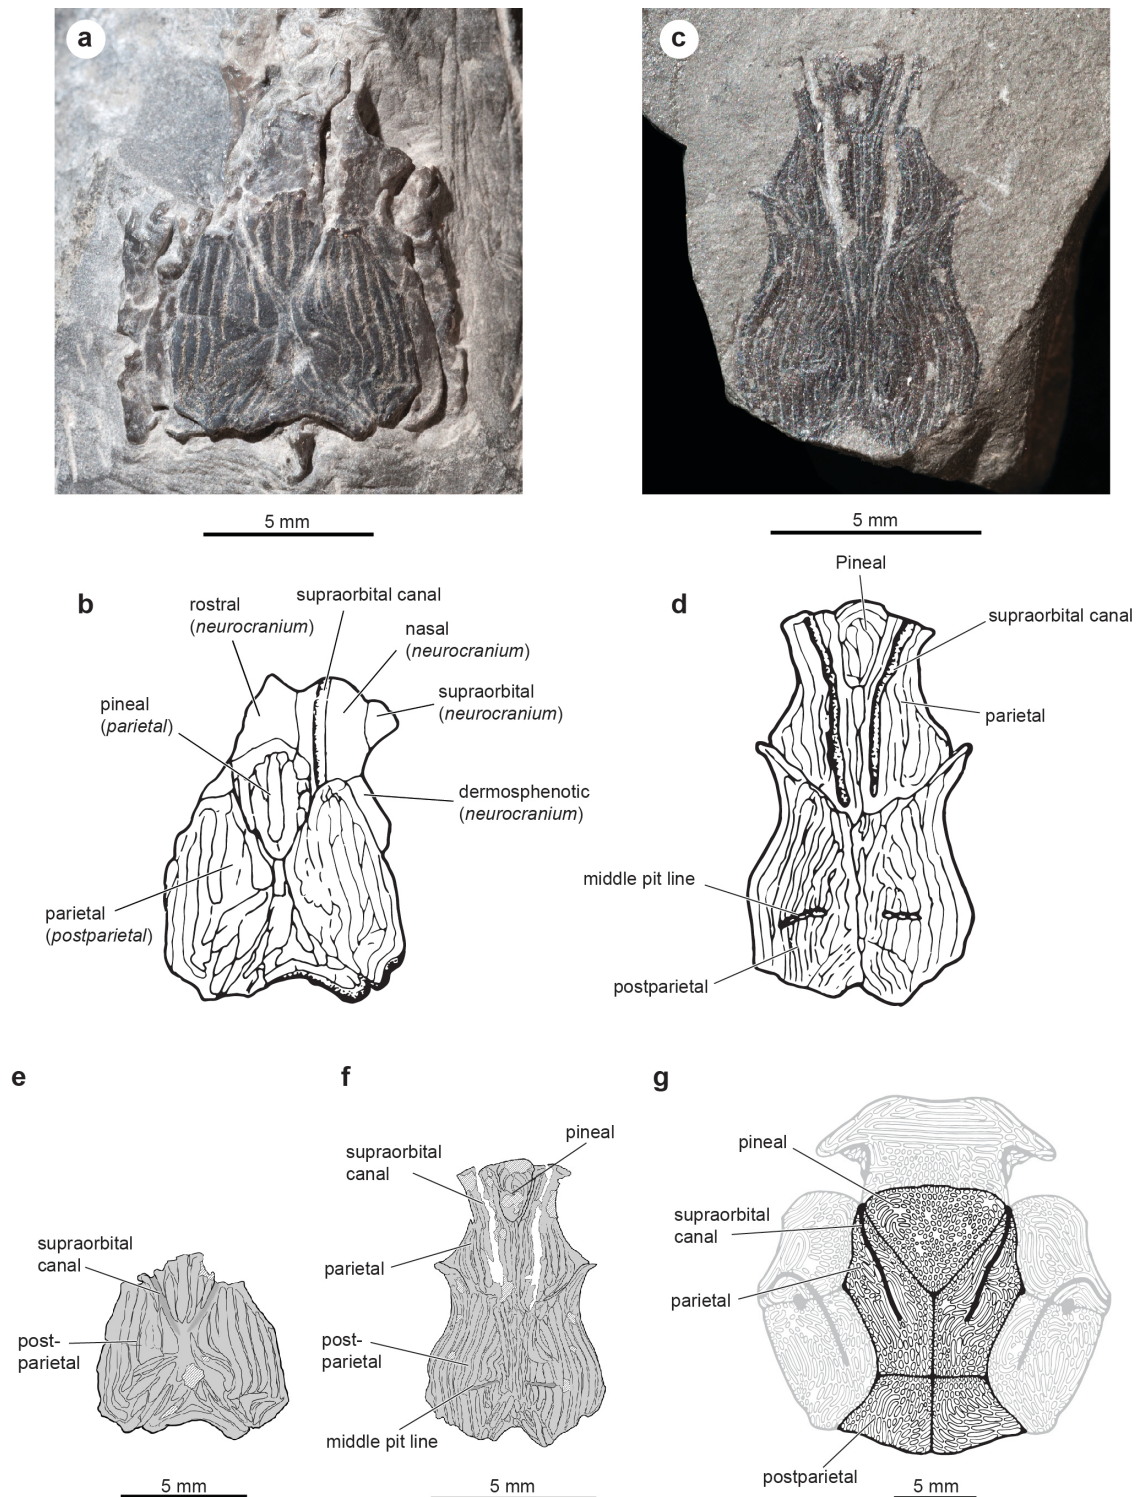 a
c
5 mm
5 mm
b
rostral
(neurocranium)
supraorbital canal
nasal
(neurocranium)
pineal
(parietal)
supraorbital
(neurocranium)
dermosphenotic
(neurocranium)
parietal
(postparietal)
d
Pineal
supraorbital canal
parietal
middle pit line
postparietal
e
supraorbital
canal
post-
parietal
5 mm
f
pineal
supraorbital
canal
parietal
post-
parietal
middle pit line
5 mm
g
pineal
supraorbital
canal
parietal
postparietal
5 mm